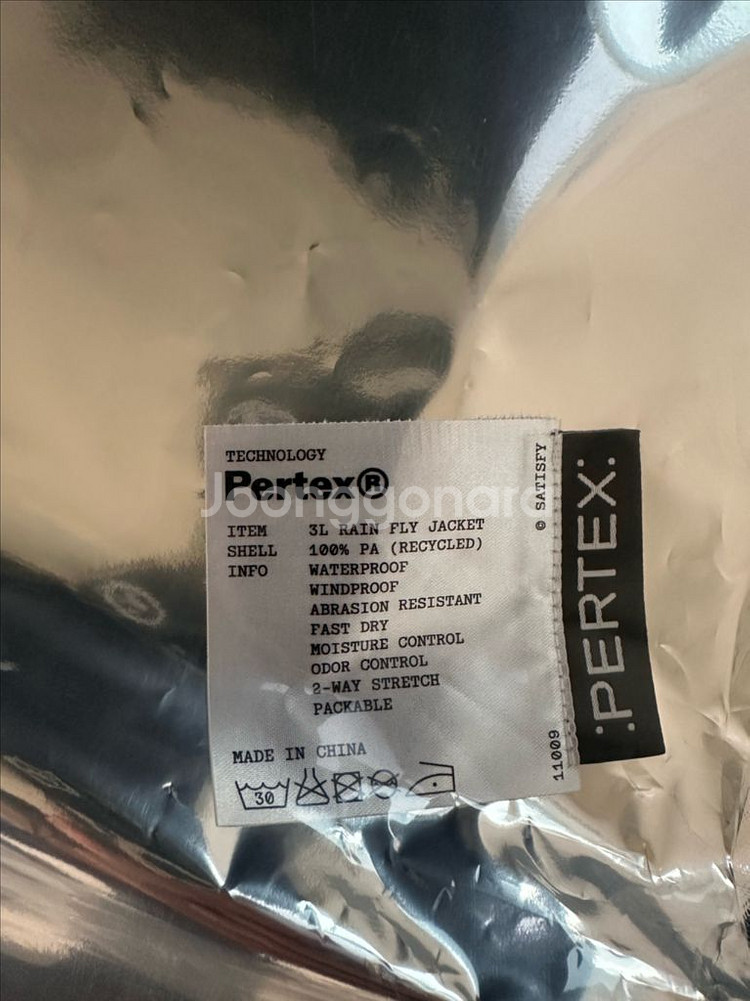 TECHNOLOGY
Pertex®
Joonggonara
ITEM 3L RAIN FLY JACKET
SHELL 100% PA (RECYCLED)
INFO WATERPROOF
WINDPROOF
ABRASION RESISTANT
FAST DRY
MOISTURE CONTROL
ODOR CONTROL
2-WAY STRETCH
PACKABLE
MADE IN CHINA
30
© SATISFY
11009
:PERTEX: